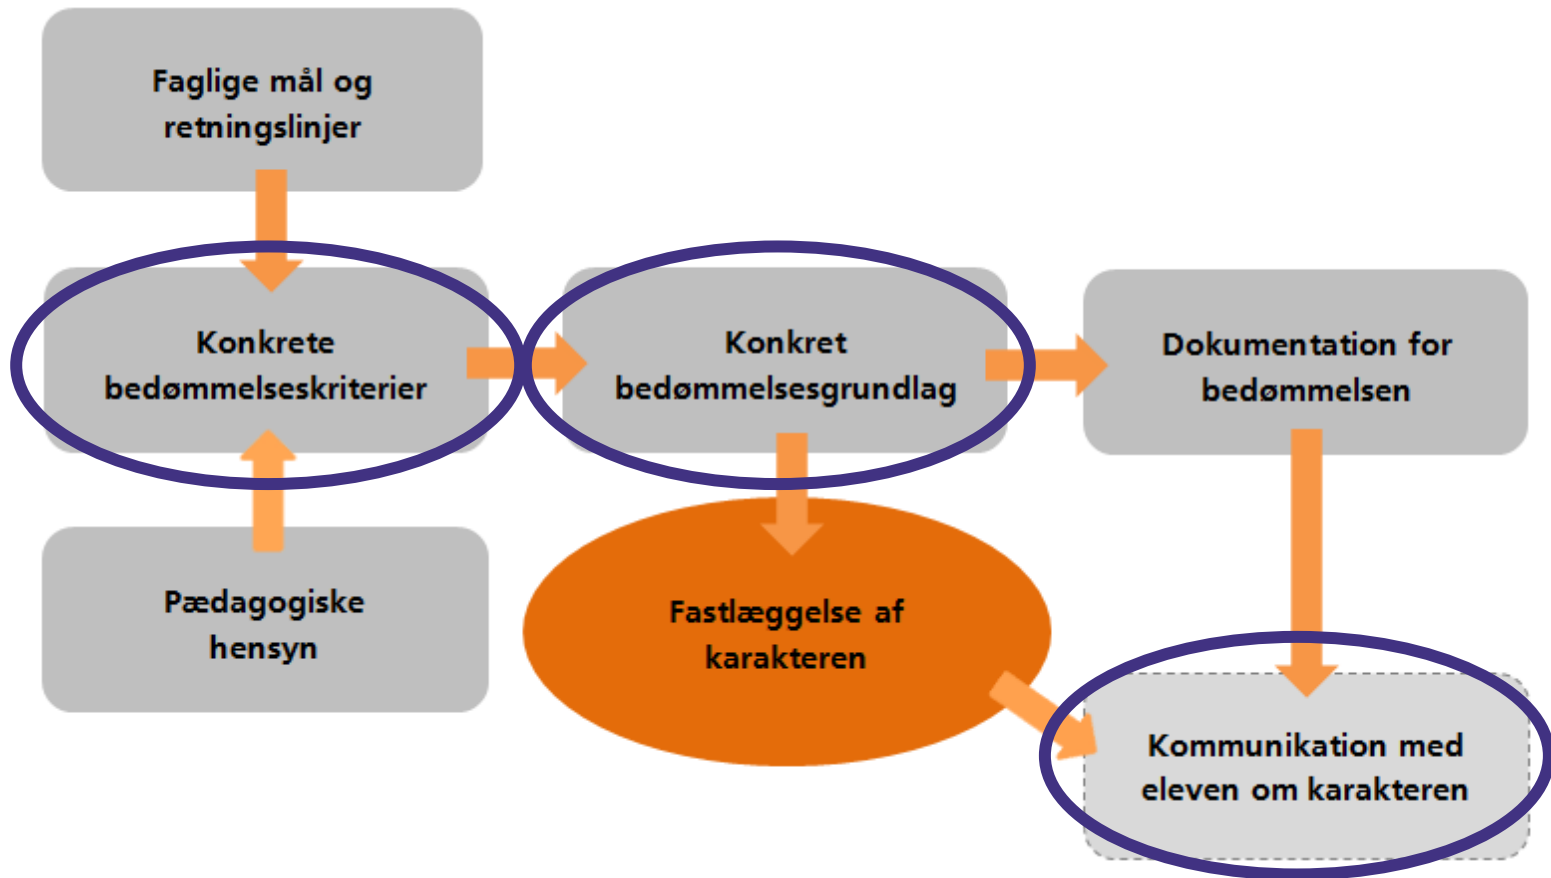 Faglige mål og
retningslinjer
Konkrete
bedømmelseskriterier
Konkret
bedømmelsesgrundlag
Dokumentation for
bedømmelsen
Pædagogiske
hensyn
Fastlæggelse af
karakteren
Kommunikation med
eleven om karakteren